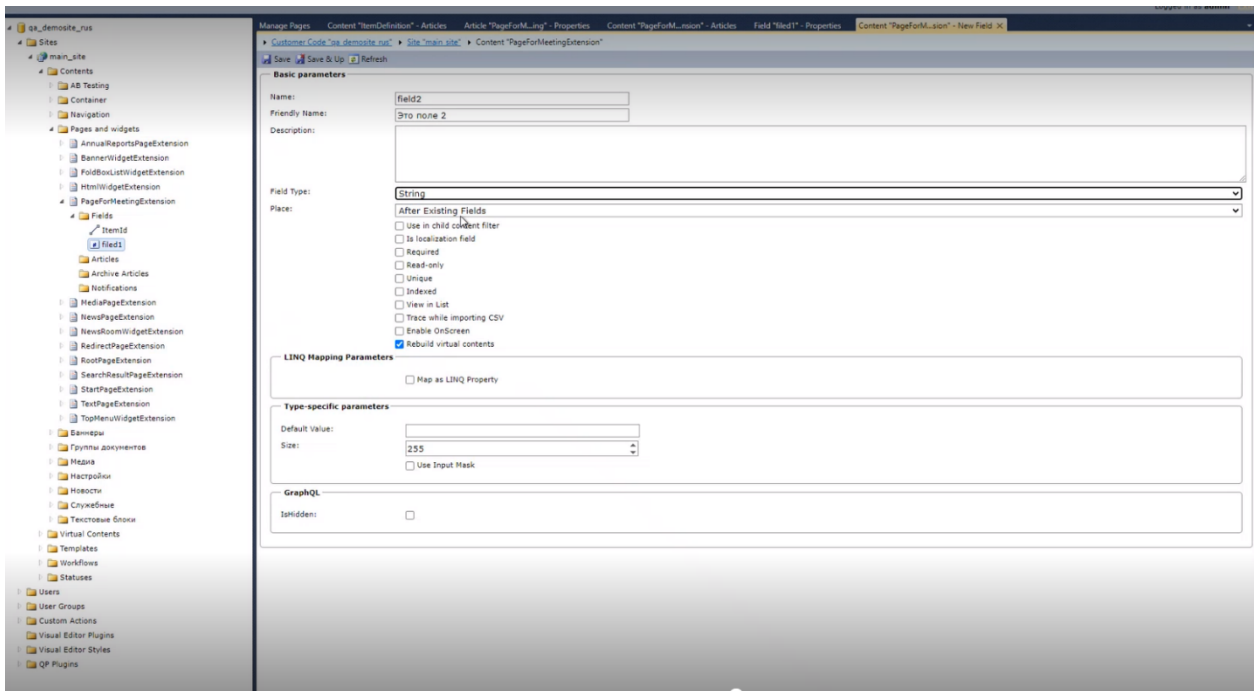 Logged in as admin
qa_demosite_rus
Sites
main_site
Contents
AB Testing
Container
Navigation
Pages and widgets
AnnualReportsPageExtension
BannerWidgetExtension
FoldBoxListWidgetExtension
HtmlWidgetExtension
PageForMeetingExtension
Fields
ItemId
filed1
Articles
Archive Articles
Notifications
MediaPageExtension
NewsPageExtension
NewsRoomWidgetExtension
RedirectPageExtension
RootPageExtension
SearchResultPageExtension
StartPageExtension
TextPageExtension
TopMenuWidgetExtension
Баннеры
Группы документов
Медиа
Настройки
Новости
Служебные
Текстовые блоки
Virtual Contents
Templates
Workflows
Statuses
Users
User Groups
Custom Actions
Visual Editor Plugins
Visual Editor Styles
QP Plugins
Manage Pages Content "ItemDefinition" - Articles Article "PageForM...ing" - Properties Content "PageForM...nsion" - Articles Field "filed1" - Properties Content "PageForM...sion" - New Field
Customer Code "qa_demosite_rus" Site "main_site" Content "PageForMeetingExtension"
Save Save & Up Refresh
Basic parameters
Name: field2
Friendly Name: Это поле 2
Description:
Field Type: String
Place: After Existing Fields
Use in child content filter
Is localization field
Required
Read-only
Unique
Indexed
View in List
Trace while importing CSV
Enable OnScreen
Rebuild virtual contents
LINQ Mapping Parameters
Map as LINQ Property
Type-specific parameters
Default Value:
Size: 255
Use Input Mask
GraphQL
IsHidden: